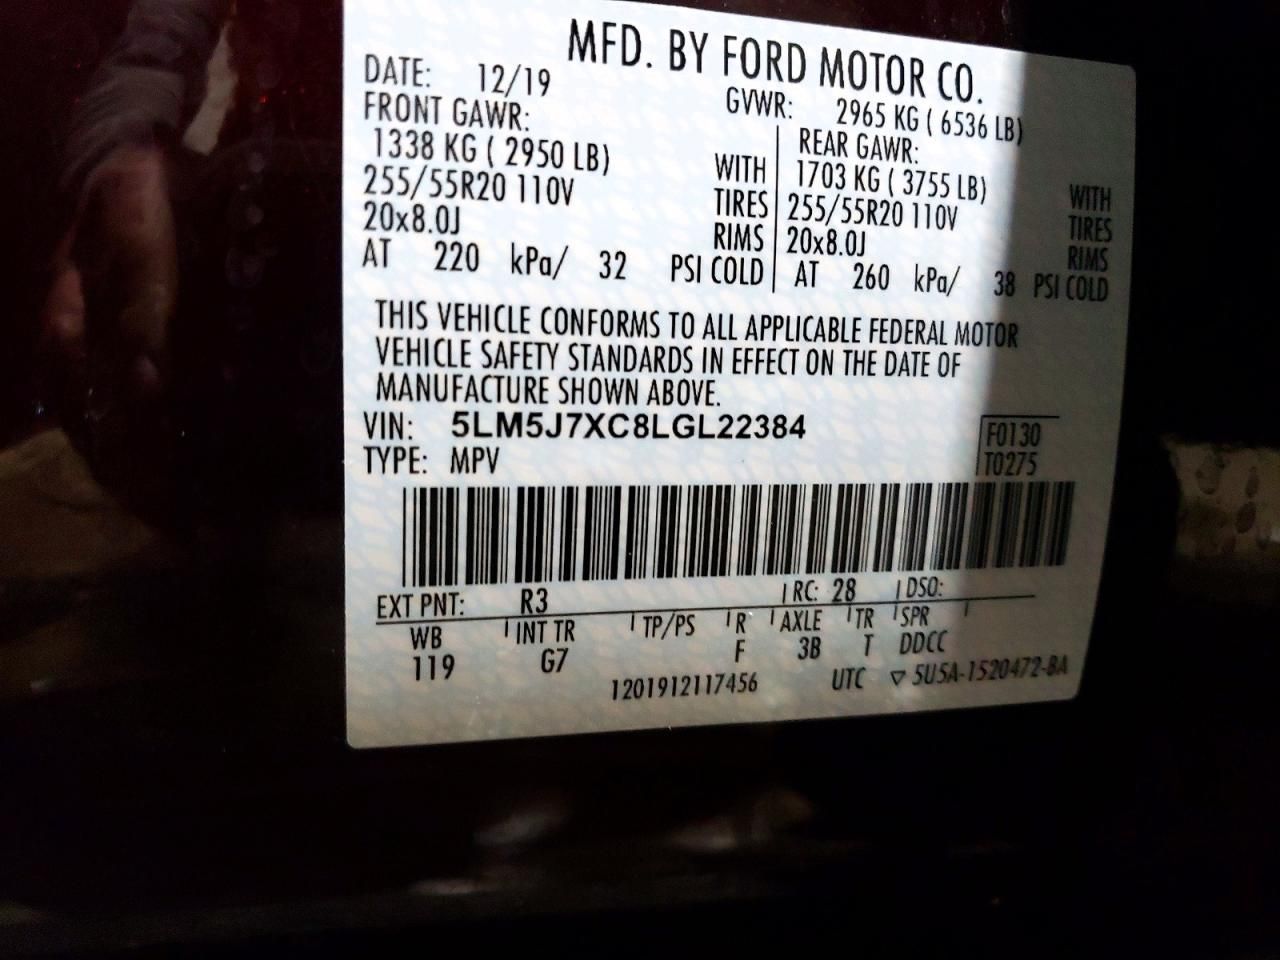 MFD. BY FORD MOTOR CO.
DATE: 12/19 GVWR: 2965 KG ( 6536 LB)
FRONT GAWR: REAR GAWR:
1338 KG ( 2950 LB) WITH 1703 KG ( 3755 LB) WITH
255/55R20 110V TIRES 255/55R20 110V TIRES
20x8.0J RIMS 20x8.0J RIMS
AT 220 kPa/ 32 PSI COLD AT 260 kPa/ 38 PSI COLD
THIS VEHICLE CONFORMS TO ALL APPLICABLE FEDERAL MOTOR
VEHICLE SAFETY STANDARDS IN EFFECT ON THE DATE OF
MANUFACTURE SHOWN ABOVE.
VIN: 5LM5J7XC8LGL22384 F0130
TYPE: MPV T0275
EXT PNT: R3 RC: 28 DSO:
WB INT TR TP/PS R AXLE TR SPR
119 G7 F 3B T DDCC
1201912117456 UTC ▽ 5U5A-1520472-BA